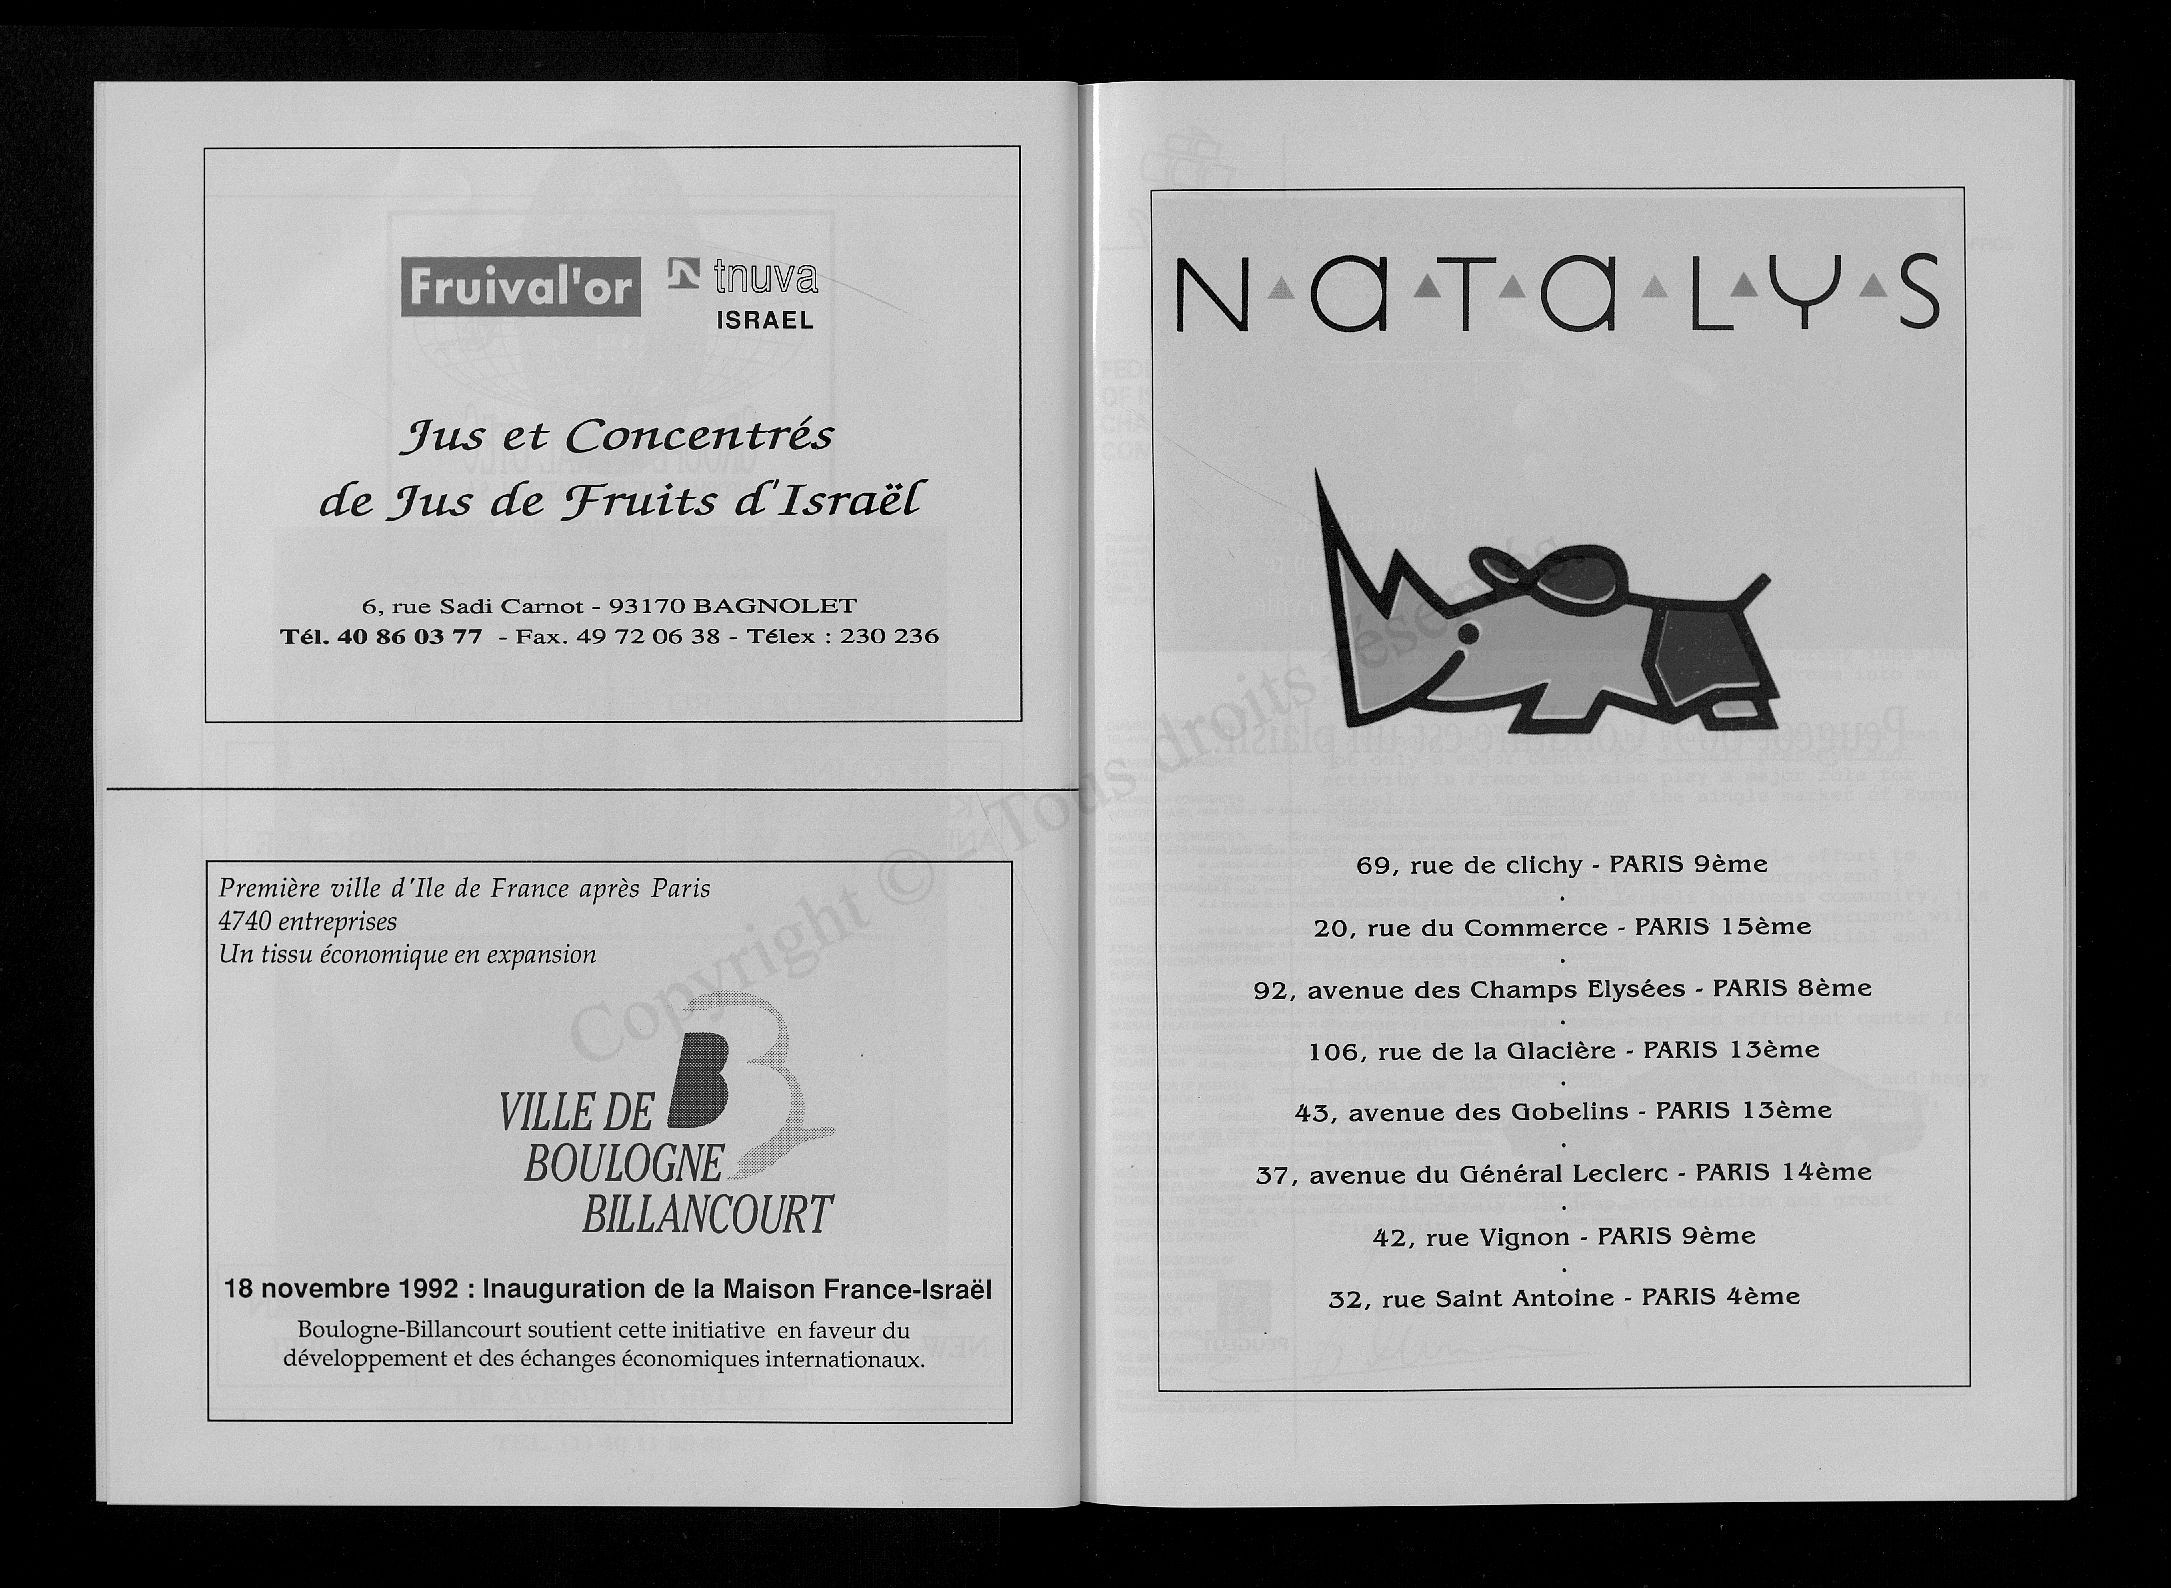 Fruival'or tnuva
ISRAEL
Jus et Concentrés
de Jus de Fruits d'Israël
6, rue Sadi Carnot - 93170 BAGNOLET
Tél. 40 86 03 77 - Fax. 49 72 06 38 - Télex : 230 236
Première ville d'Ile de France après Paris
4740 entreprises
Un tissu économique en expansion
VILLE DE
BOULOGNE
BILLANCOURT
18 novembre 1992 : Inauguration de la Maison France-Israël
Boulogne-Billancourt soutient cette initiative en faveur du
développement et des échanges économiques internationaux.
Copyright © Tous droits réservés
NATALYS
69, rue de clichy - PARIS 9ème
20, rue du Commerce - PARIS 15ème
92, avenue des Champs Elysées - PARIS 8ème
106, rue de la Glacière - PARIS 13ème
43, avenue des Gobelins - PARIS 13ème
37, avenue du Général Leclerc - PARIS 14ème
42, rue Vignon - PARIS 9ème
32, rue Saint Antoine - PARIS 4ème